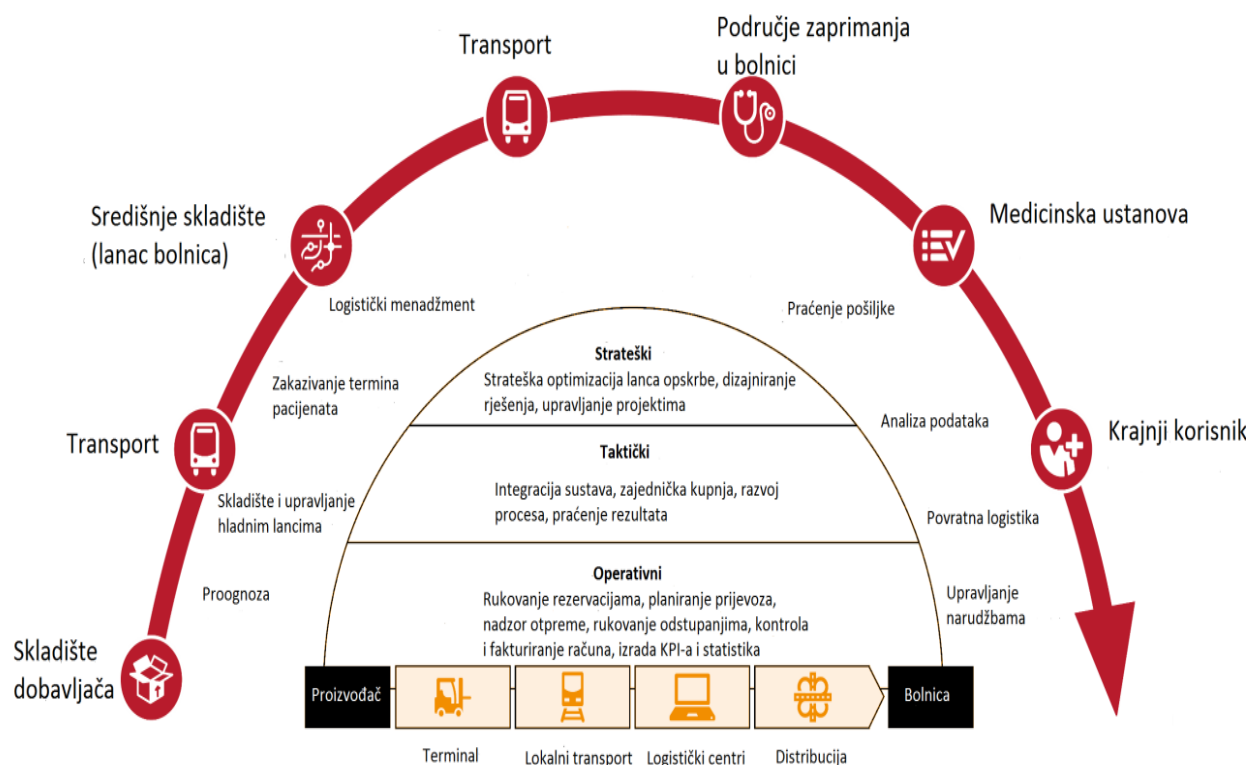 Transport
Područje zaprimanja
u bolnici
Središnje skladište
(lanac bolnica)
Medicinska ustanova
Logistički menadžment
Praćenje pošiljke
Strateški
Strateška optimizacija lanca opskrbe, dizajniranje
rješenja, upravljanje projektima
Zakazivanje termina
pacijenata
Analiza podataka
Transport
Krajnji korisnik
Taktički
Integracija sustava, zajednička kupnja, razvoj
procesa, praćenje rezultata
Skladište i upravljanje
hladnim lancima
Povratna logistika
Operativni
Rukovanje rezervacijama, planiranje prijevoza,
nadzor otpreme, rukovanje odstupanjima, kontrola
i fakturiranje računa, izrada KPI-a i statistika
Proognoza
Upravljanje
narudžbama
Skladište
dobavljača
Proizvođač
Bolnica
Terminal
Lokalni transport
Logistički centri
Distribucija